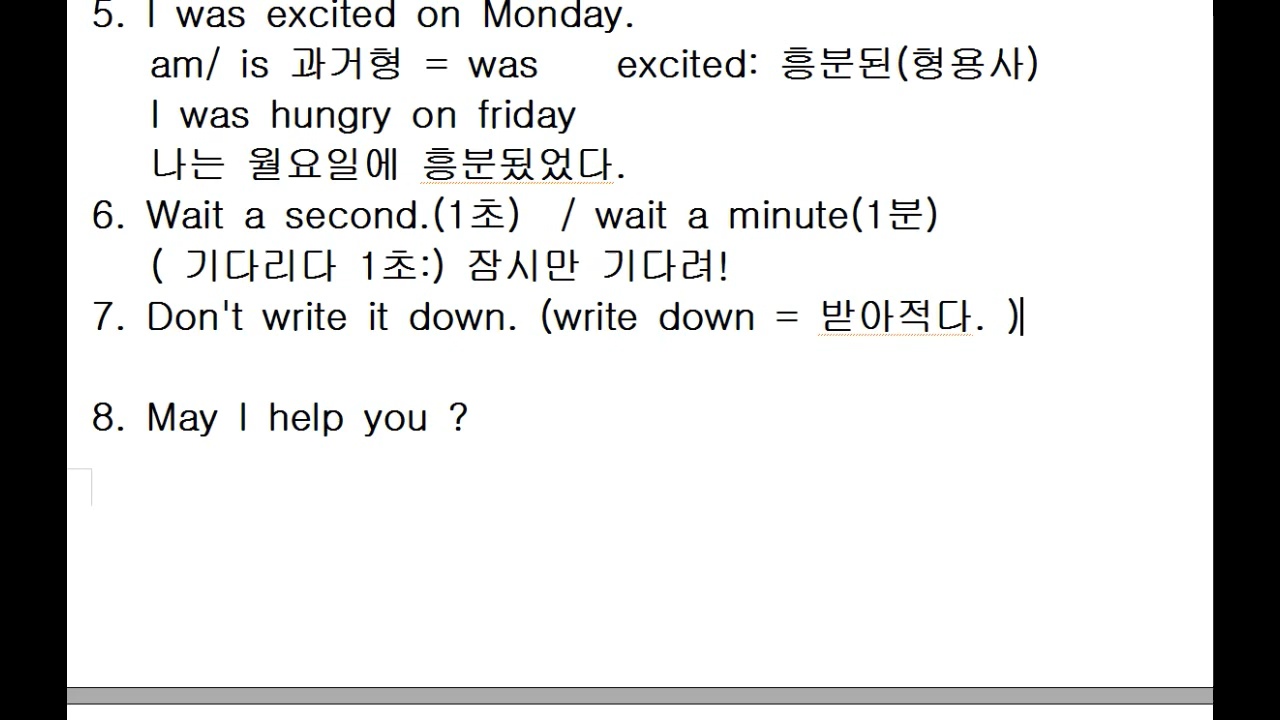 5. I was excited on Monday.
am/ is 과거형 = was excited: 흥분된(형용사)
I was hungry on friday
나는 월요일에 흥분됬었다.
6. Wait a second.(1초) / wait a minute(1분)
( 기다리다 1초:) 잠시만 기다려!
7. Don't write it down. (write down = 받아적다. )
8. May I help you ?